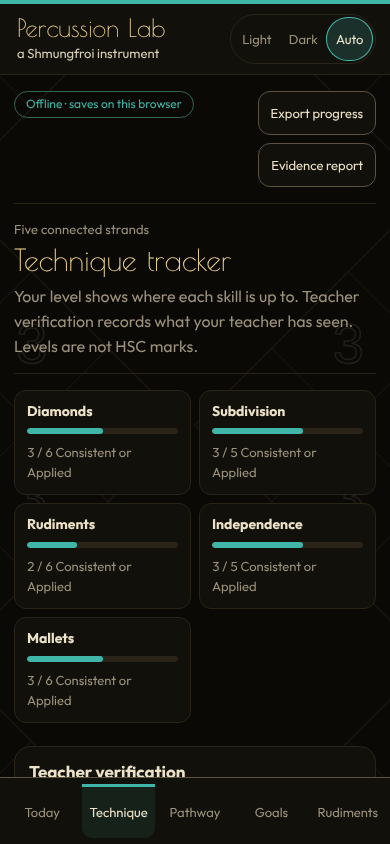 Percussion Lab
a Shmungfroi instrument
Light
Dark
Auto
Offline · saves on this browser
Export progress
Evidence report
Five connected strands
Technique tracker
Your level shows where each skill is up to. Teacher
verification records what your teacher has seen.
Levels are not HSC marks.
3
3
Diamonds
3 / 6 Consistent or
Applied
Subdivision
3 / 5 Consistent or
Applied
Rudiments
2 / 6 Consistent or
Applied
Independence
3 / 5 Consistent or
Applied
Mallets
3 / 6 Consistent or
Applied
Teacher verification
Today
Technique
Pathway
Goals
Rudiments